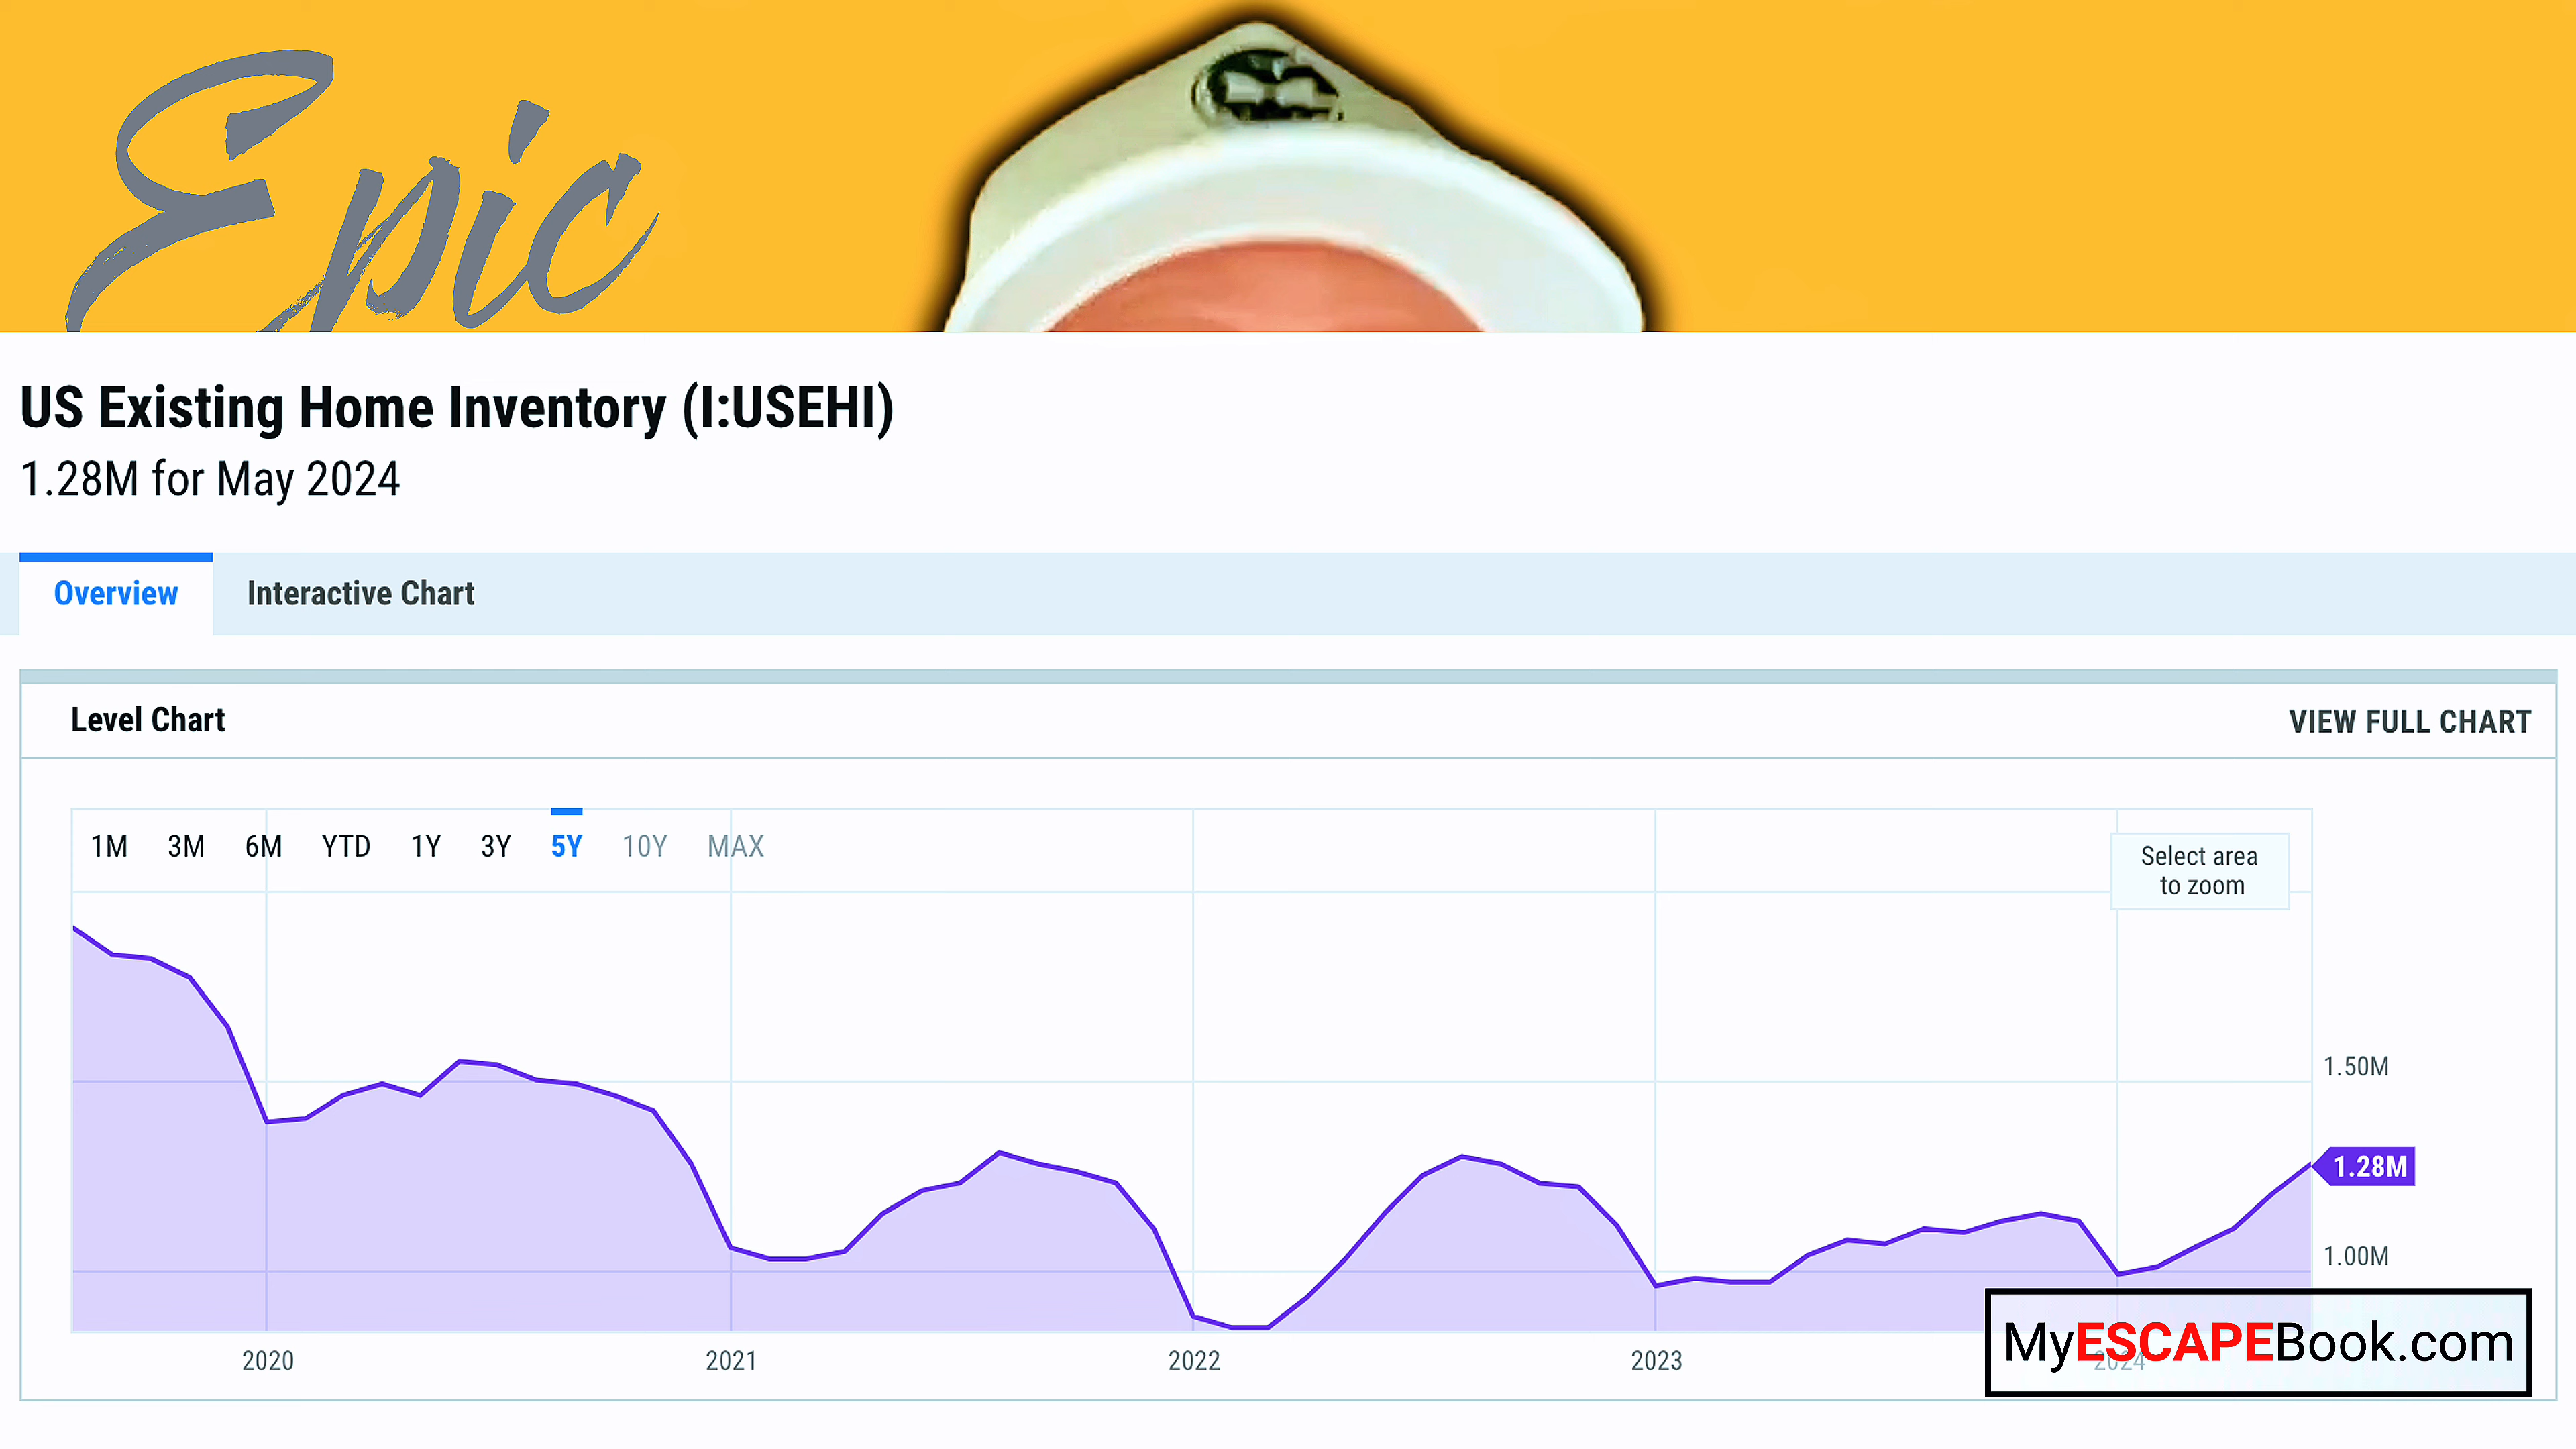 Epic
US Existing Home Inventory (I:USEHI)
1.28M for May 2024
Overview
Interactive Chart
Level Chart
VIEW FULL CHART
1M 3M 6M YTD 1Y 3Y 5Y 10Y MAX
Select area
to zoom
1.50M
1.28M
1.00M
2020 2021 2022 2023 2024
MyESCAPEBook.com